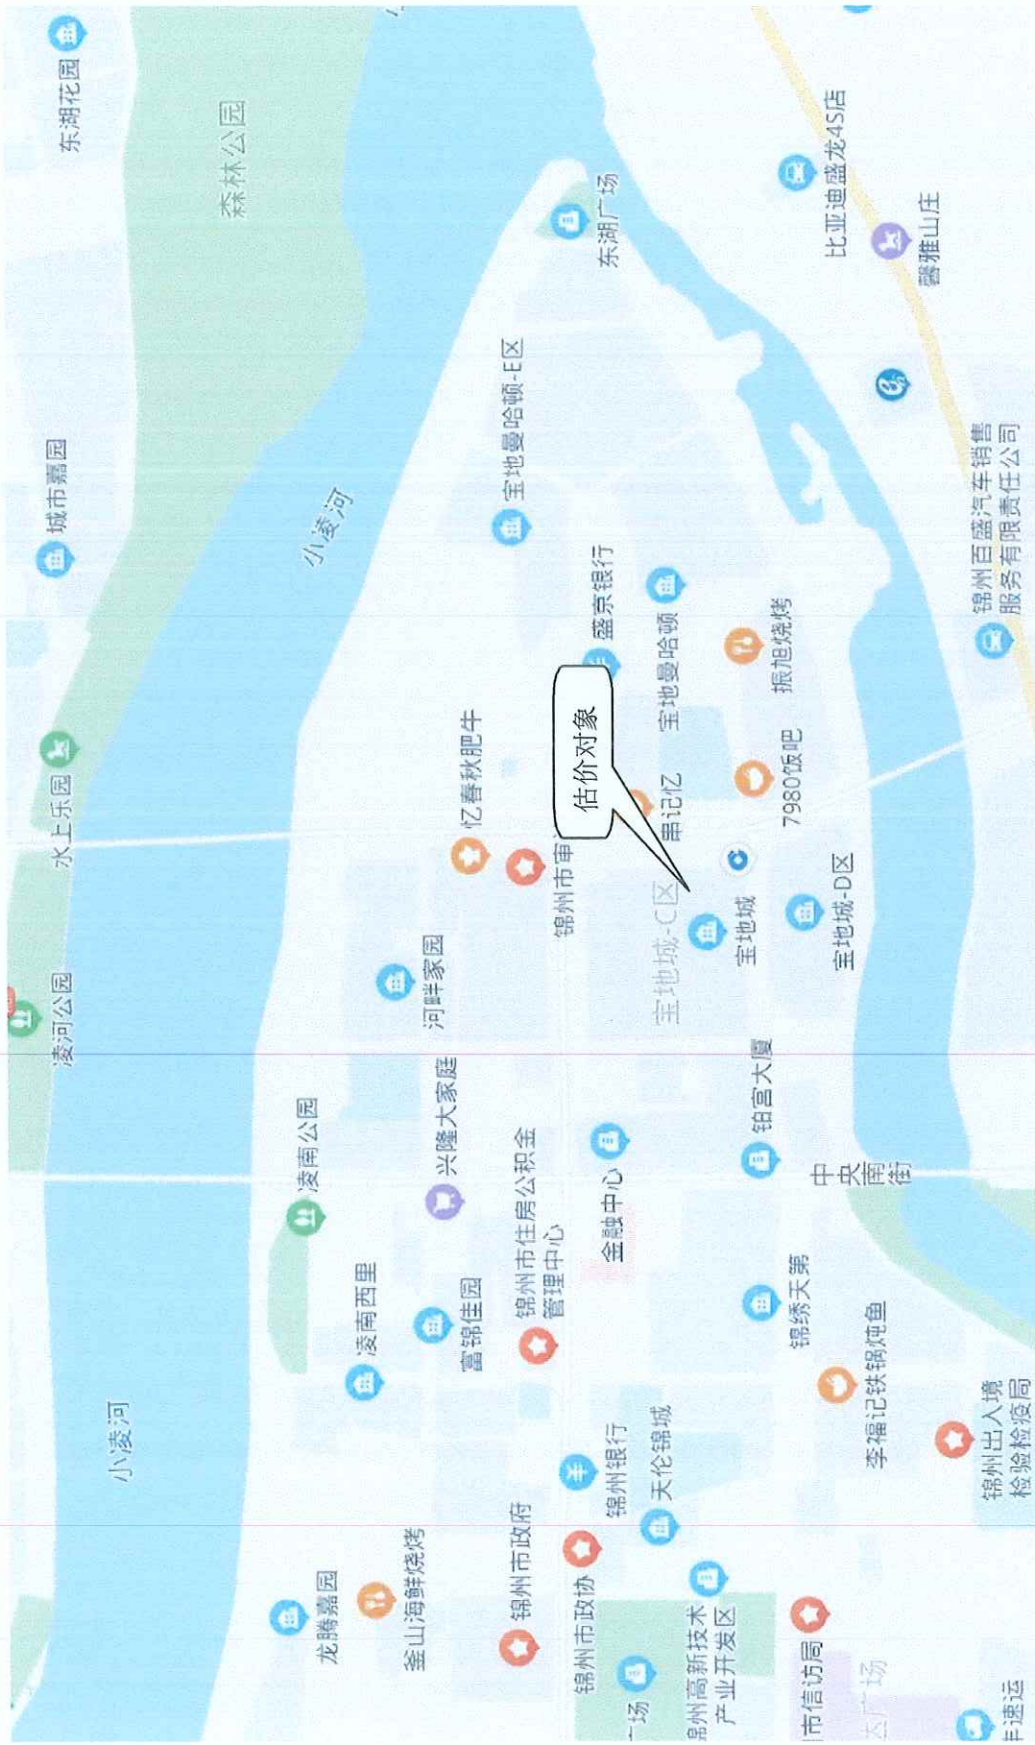 凌河公园
水上乐园
城市嘉园
东湖花园
小凌河
森林公园
小凌河
龙腾嘉园
凌南西里
凌南公园
釜山海鲜烧烤
富锦佳园
兴隆大家庭
河畔家园
忆春秋肥牛
宝地曼哈顿-E区
锦州市政府
锦州市住房公积金
管理中心
锦州市审
估价对象
盛京银行
东湖广场
锦州市政协
锦州银行
金融中心
广场
天伦锦城
宝地城-C区
串记忆
宝地曼哈顿
锦州高新技术
产业开发区
宝地城
铂宫大厦
7980饭吧
振旭烧烤
锦绣天第
市信访局
中央南街
宝地城-D区
比亚迪盛龙4S店
李福记铁锅炖鱼
达广场
馨雅山庄
锦州出入境
检验检疫局
锦州百盛汽车销售
服务有限责任公司
丰速运